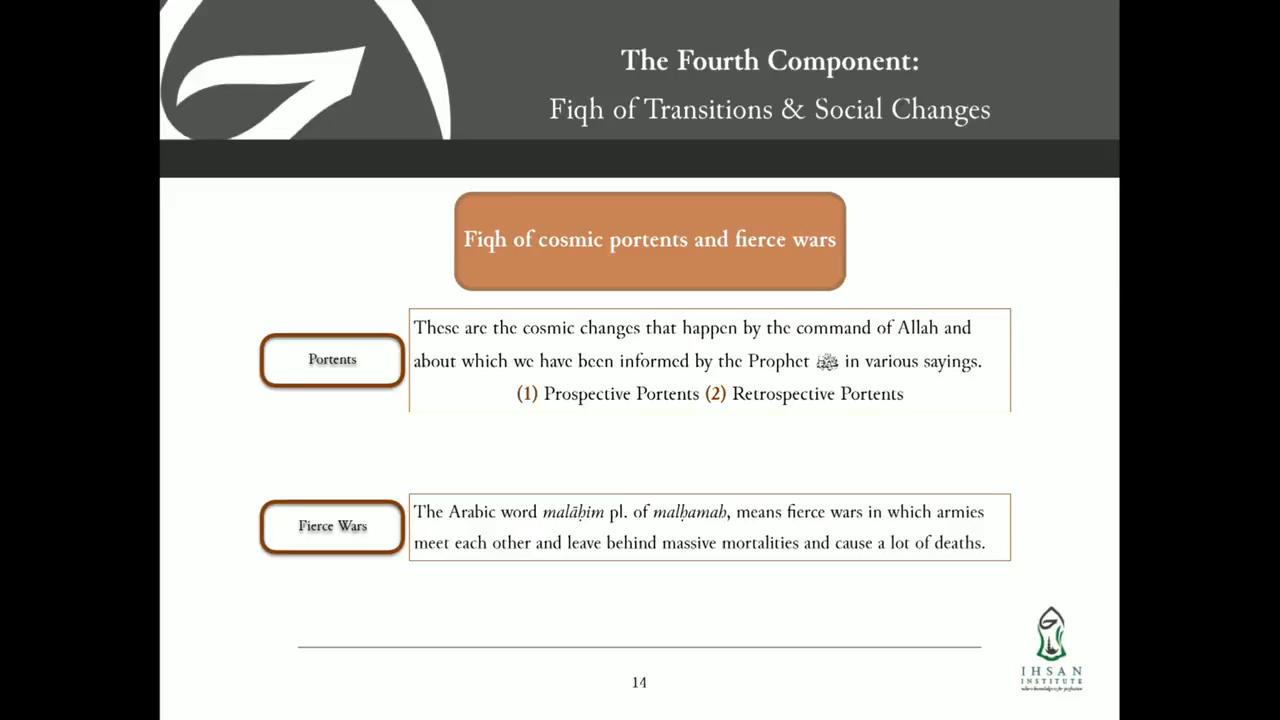 The Fourth Component:
Fiqh of Transitions & Social Changes
Fiqh of cosmic portents and fierce wars
Portents
These are the cosmic changes that happen by the command of Allah and
about which we have been informed by the Prophet ﷺ in various sayings.
(1) Prospective Portents (2) Retrospective Portents
Fierce Wars
The Arabic word malāḥim pl. of malḥamah, means fierce wars in which armies
meet each other and leave behind massive mortalities and cause a lot of deaths.
IHSAN
INSTITUTE
14